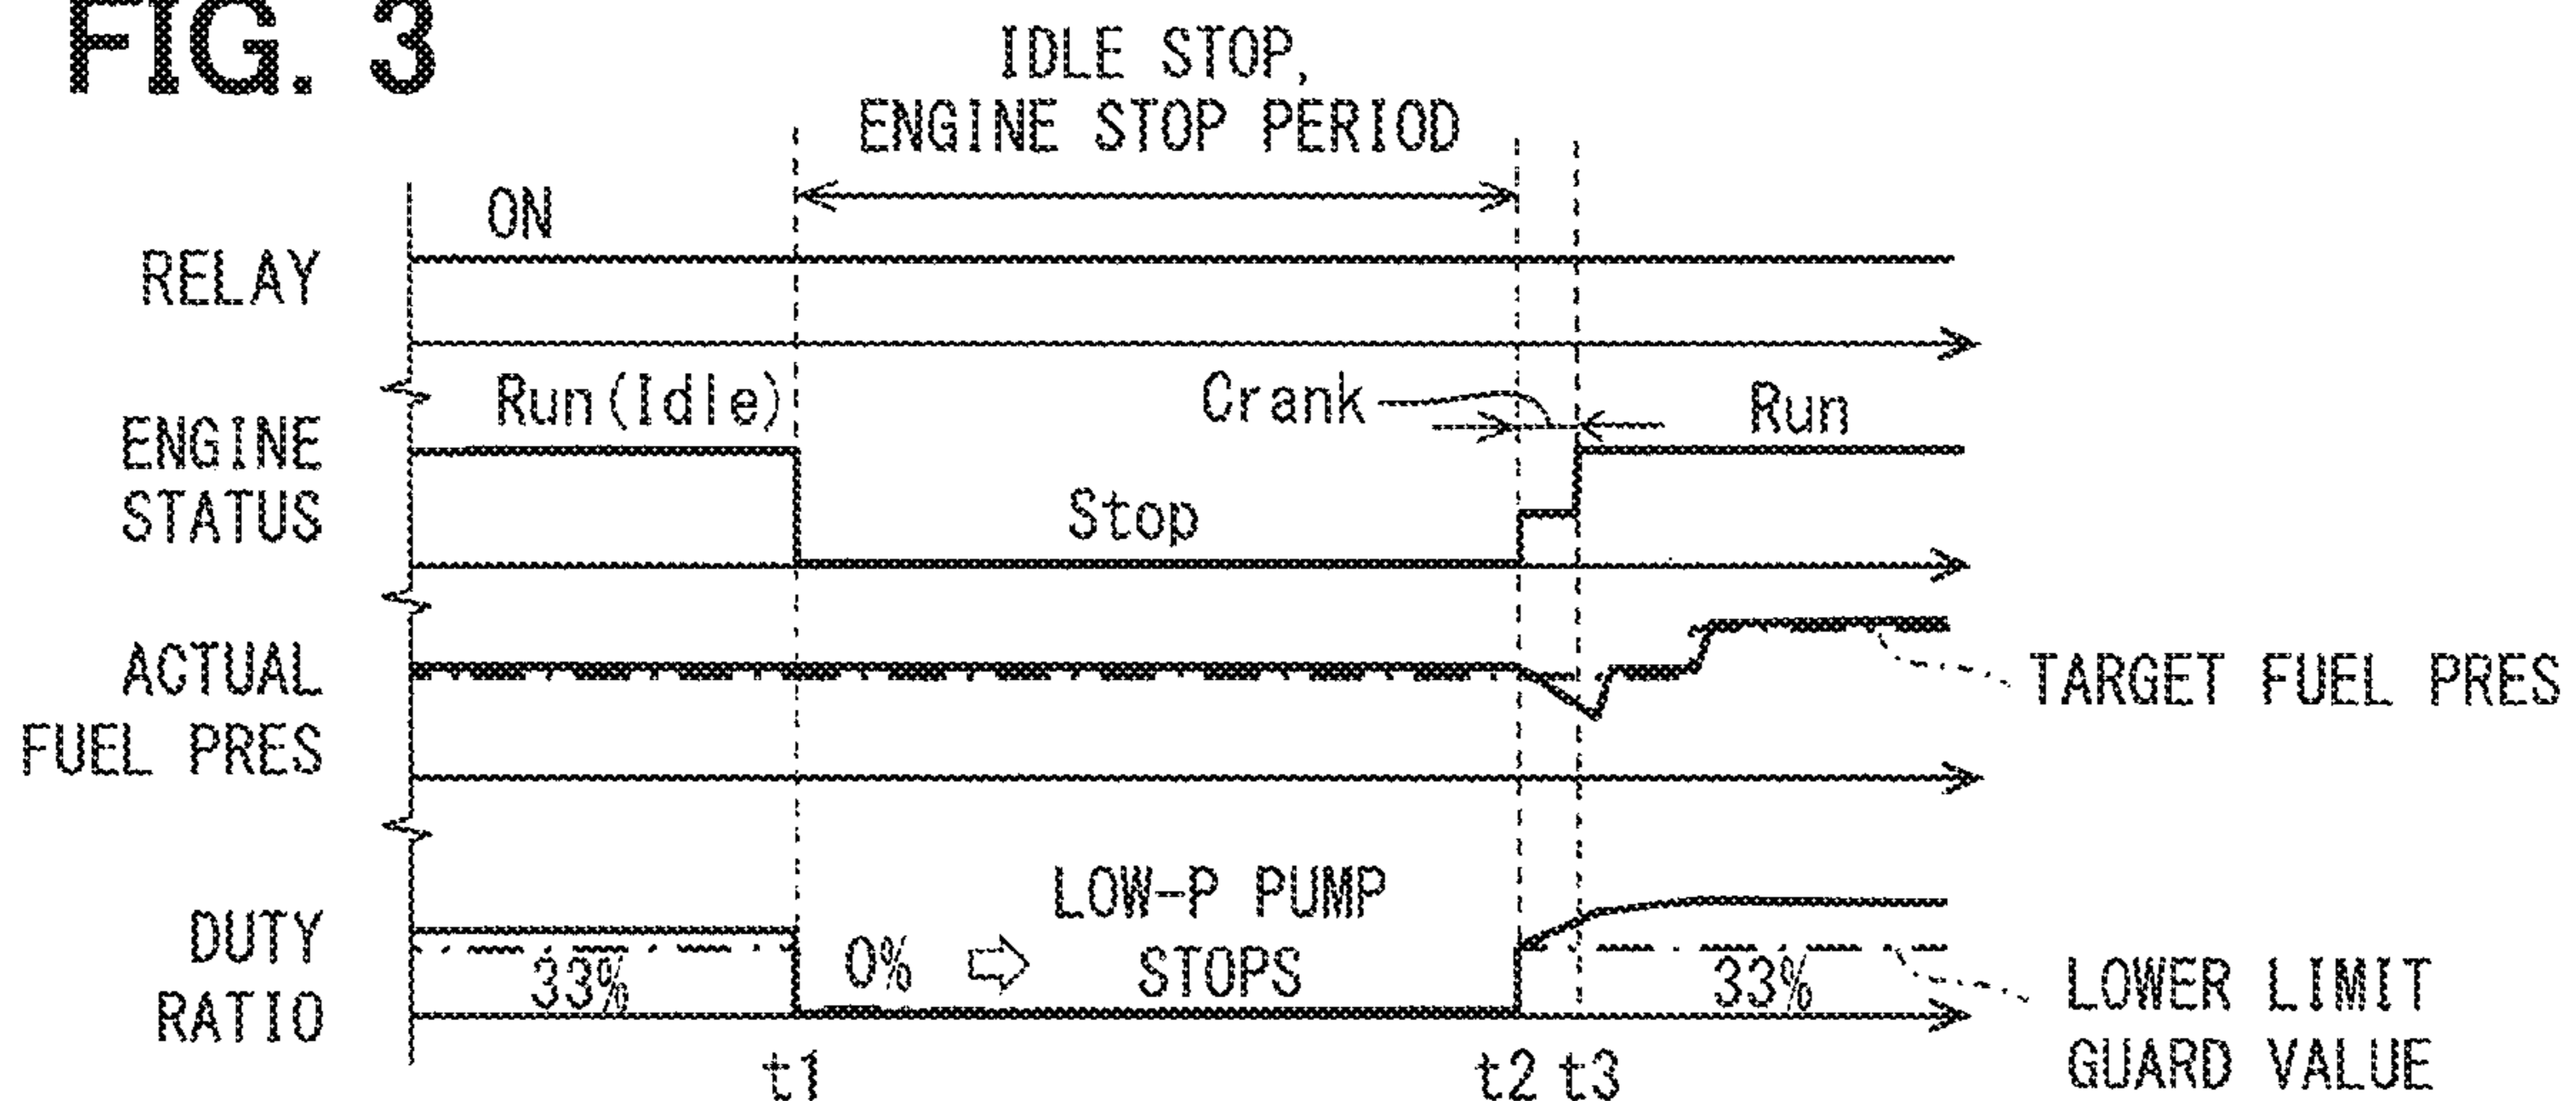 FIG. 3
IDLE STOP,
ENGINE STOP PERIOD
ON
RELAY
Run(Idle)
Crank
Run
ENGINE
STATUS
Stop
ACTUAL
FUEL PRES
TARGET FUEL PRES
LOW-P PUMP
STOPS
DUTY
RATIO
33%
0%
33%
LOWER LIMIT
GUARD VALUE
t1
t2
t3